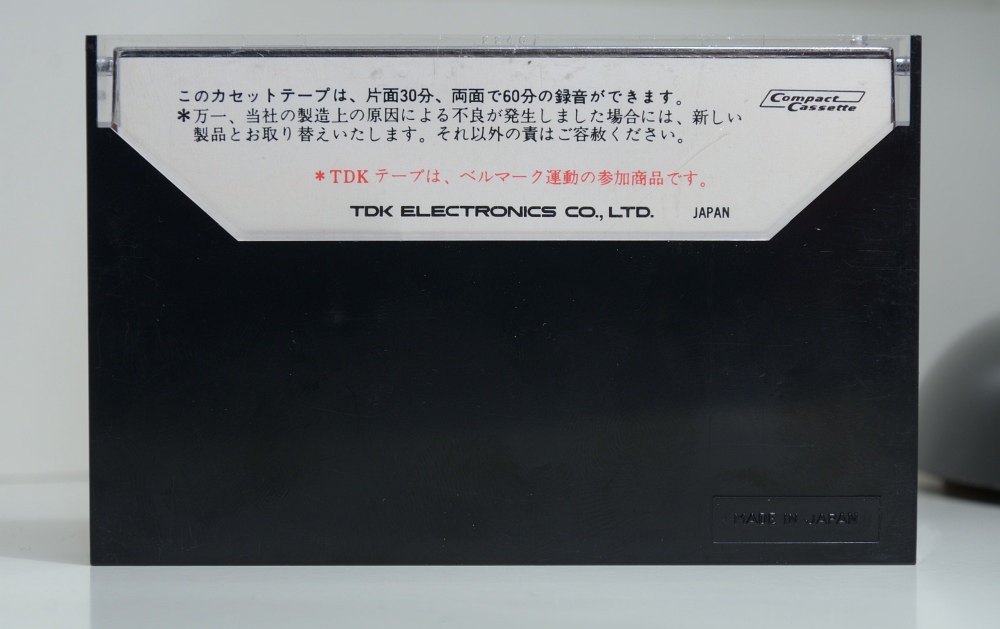 このカセットテープは、片面30分、両面で60分の録音ができます。
Compact Cassette
*万一、当社の製造上の原因による不良が発生しました場合には、新しい
製品とお取り替えいたします。それ以外の責はご容赦ください。
*TDKテープは、ベルマーク運動の参加商品です。
TDK ELECTRONICS CO., LTD. JAPAN
MADE IN JAPAN